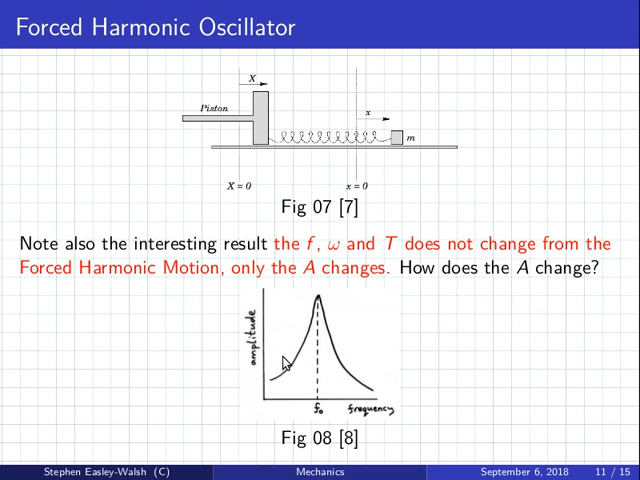 Forced Harmonic Oscillator
X
Piston
x
m
X = 0
x = 0
Fig 07 [7]
Note also the interesting result the f, ω and T does not change from the
Forced Harmonic Motion, only the A changes. How does the A change?
amplitude
f₀
frequency
Fig 08 [8]
Stephen Easley-Walsh (C)
Mechanics
September 6, 2018
11 / 15